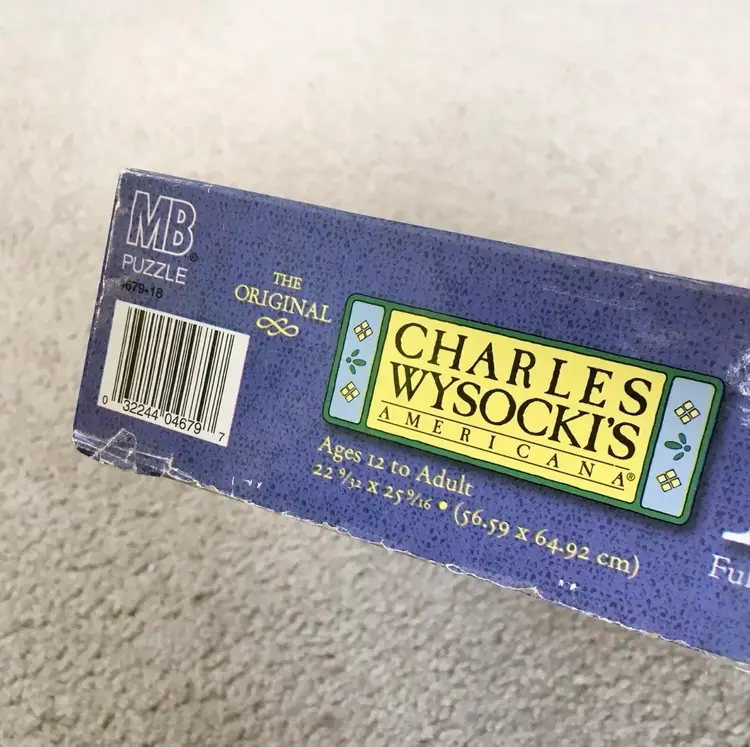 MB®
PUZZLE
679-18
0 32244 04679 7
THE
ORIGINAL
CHARLES
WYSOCKI'S
AMERICANA®
Ages 12 to Adult
22 9/32 x 25 9/16 • (56.59 x 64.92 cm)